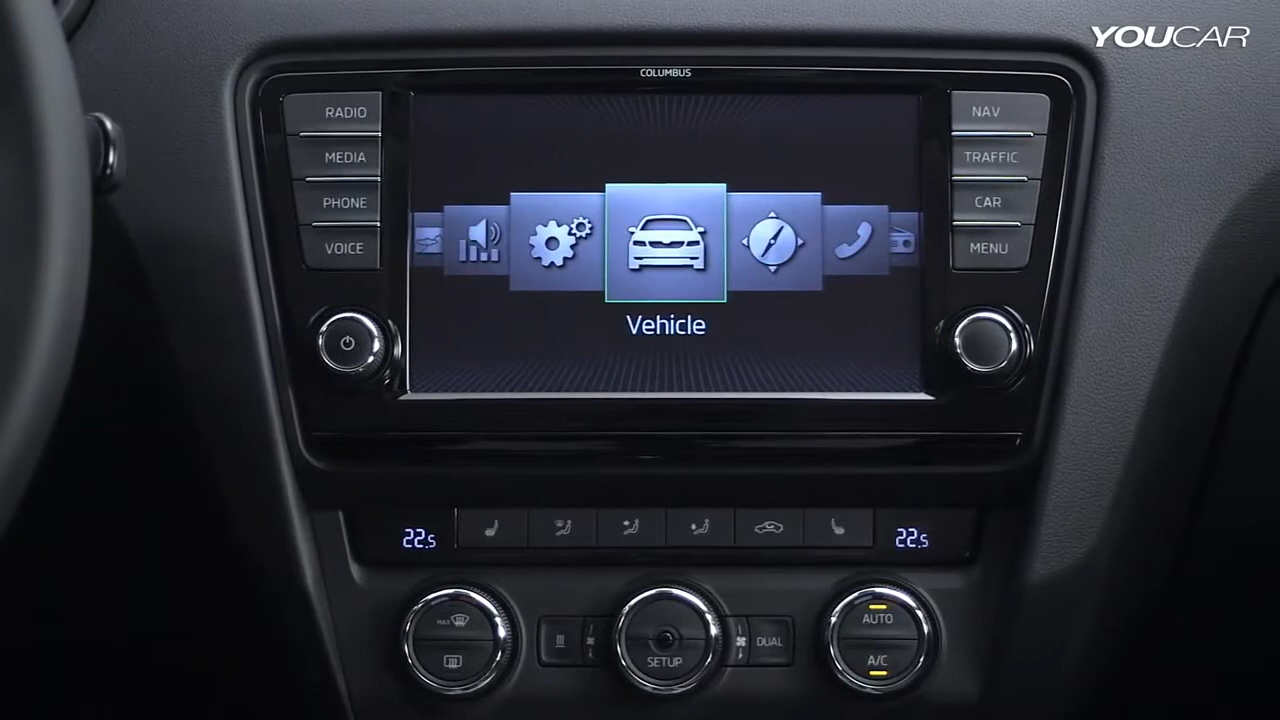 YOUCAR
COLUMBUS
RADIO
MEDIA
PHONE
VOICE
NAV
TRAFFIC
CAR
MENU
Vehicle
22.5
22.5
MAX
SETUP
DUAL
AUTO
A/C